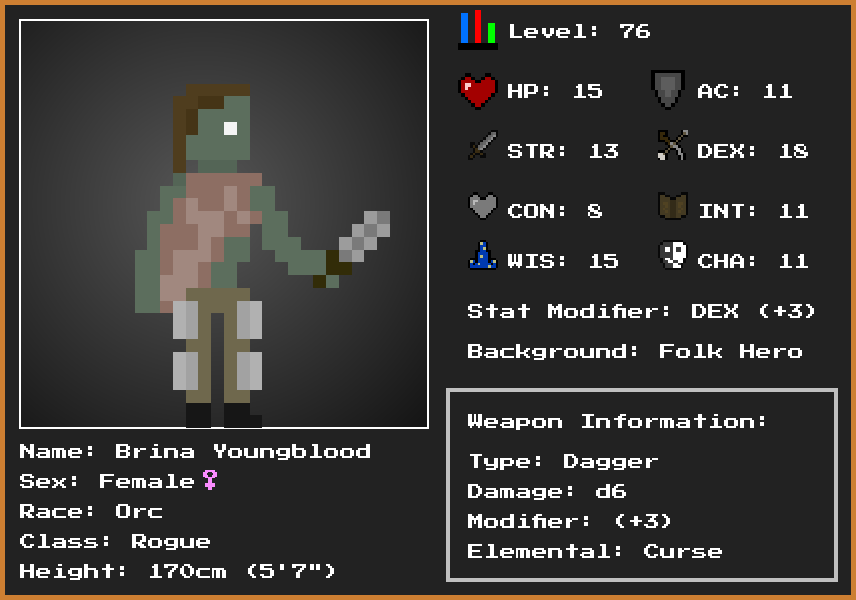 Level: 76
HP: 15
AC: 11
STR: 13
DEX: 18
CON: 8
INT: 11
WIS: 15
CHA: 11
Stat Modifier: DEX (+3)
Background: Folk Hero
Weapon Information:
Type: Dagger
Damage: d6
Modifier: (+3)
Elemental: Curse
Name: Brina Youngblood
Sex: Female♀
Race: Orc
Class: Rogue
Height: 170cm (5'7")